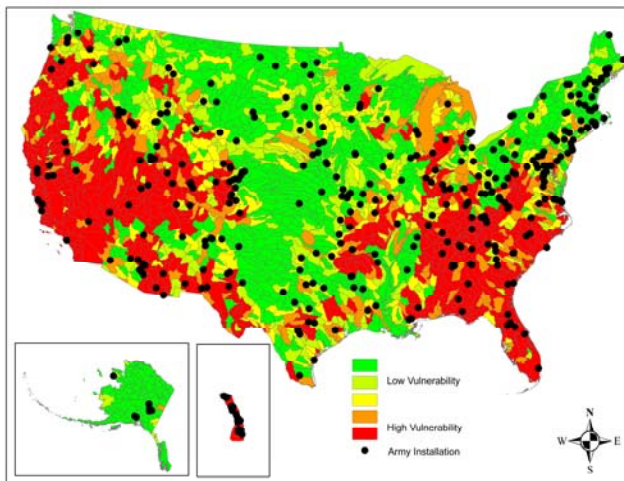 Low Vulnerability
High Vulnerability
Army Installation
N
W E
S